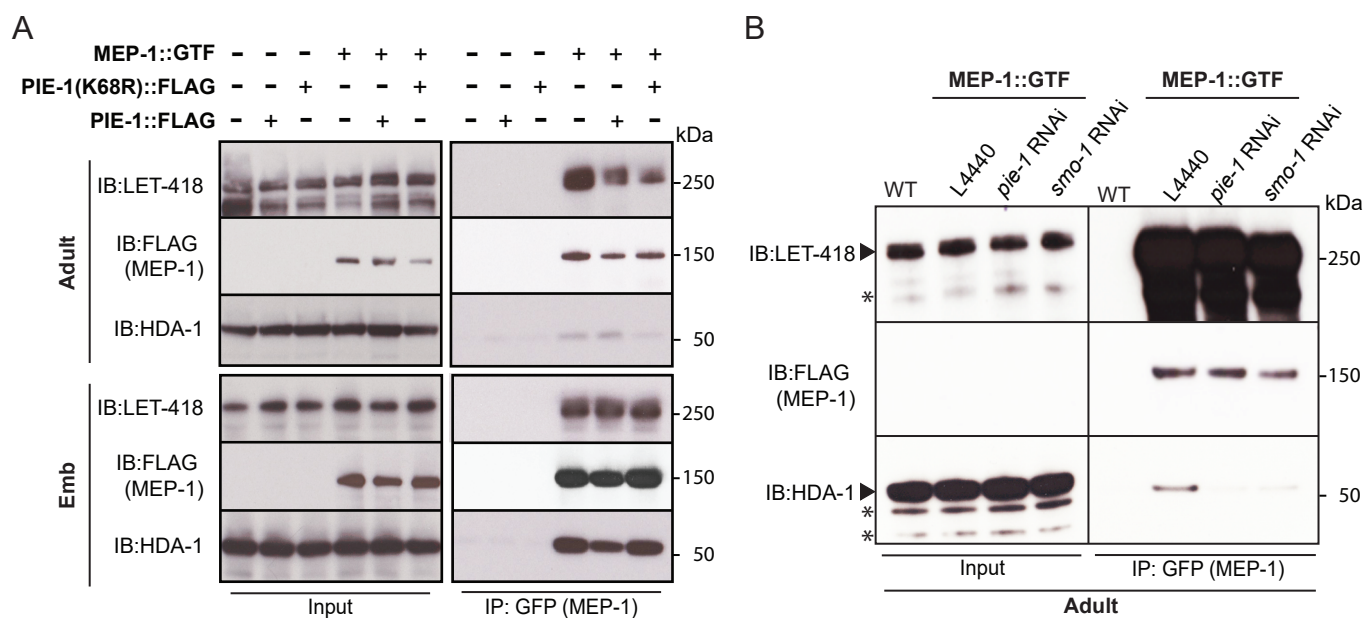 A
MEP-1::GTF - - - + + + - - - + + +
PIE-1(K68R)::FLAG - - + - - + - - + - - +
PIE-1::FLAG - + - - + - - + - - + -
kDa
Adult
IB:LET-418
250
IB:FLAG
(MEP-1)
150
IB:HDA-1
50
Emb
IB:LET-418
250
IB:FLAG
(MEP-1)
150
IB:HDA-1
50
Input
IP: GFP (MEP-1)
B
MEP-1::GTF MEP-1::GTF
WT L4440 pie-1 RNAi smo-1 RNAi WT L4440 pie-1 RNAi smo-1 RNAi
kDa
IB:LET-418
250
*
IB:FLAG
(MEP-1)
150
IB:HDA-1
50
*
*
Input
IP: GFP (MEP-1)
Adult